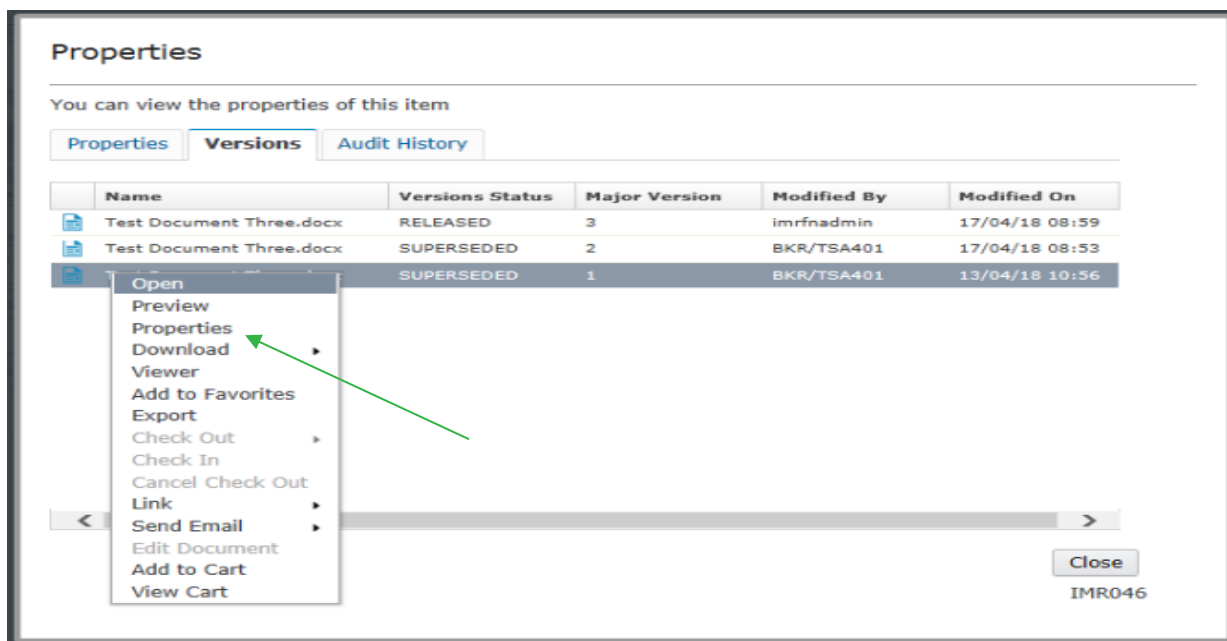 Properties
You can view the properties of this item
Properties Versions Audit History
Name Versions Status Major Version Modified By Modified On
Test Document Three.docx RELEASED 3 imrfnadmin 17/04/18 08:59
Test Document Three.docx SUPERSEDED 2 BKR/TSA401 17/04/18 08:53
SUPERSEDED 1 BKR/TSA401 13/04/18 10:56
Open
Preview
Properties
Download
Viewer
Add to Favorites
Export
Check Out
Check In
Cancel Check Out
Link
Send Email
Edit Document
Add to Cart
View Cart
Close
IMR046